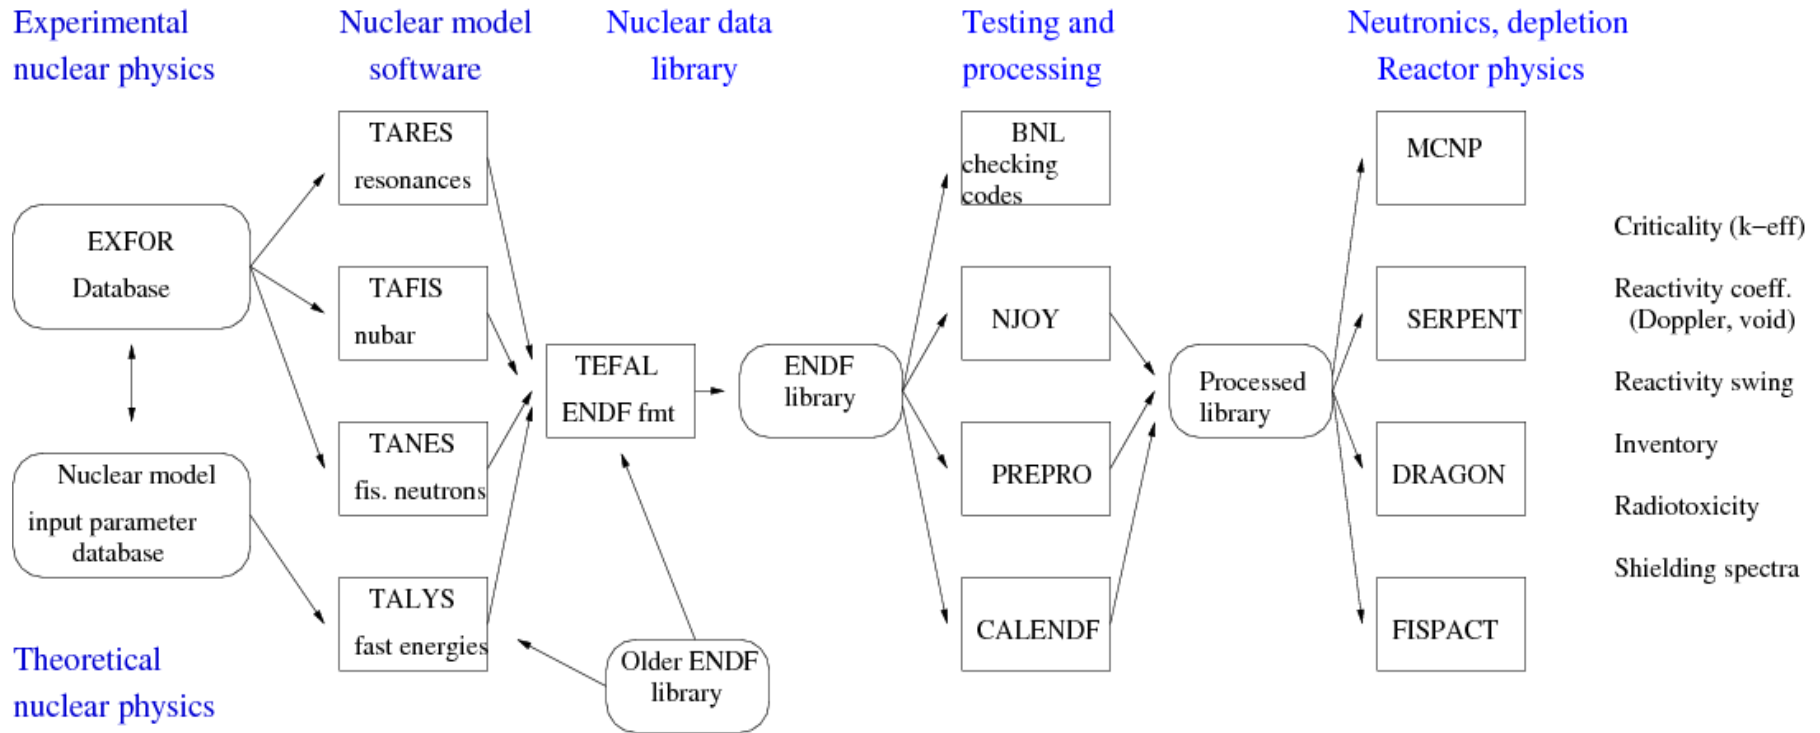 Experimental
nuclear physics
Nuclear model
software
Nuclear data
library
Testing and
processing
Neutronics, depletion
Reactor physics
EXFOR
Database
Nuclear model
input parameter
database
Theoretical
nuclear physics
TARES
resonances
TAFIS
nubar
TANES
fis. neutrons
TALYS
fast energies
TEFAL
ENDF fmt
Older ENDF
library
ENDF
library
BNL
checking
codes
NJOY
PREPRO
CALENDF
Processed
library
MCNP
SERPENT
DRAGON
FISPACT
Criticality (k−eff)
Reactivity coeff.
(Doppler, void)
Reactivity swing
Inventory
Radiotoxicity
Shielding spectra